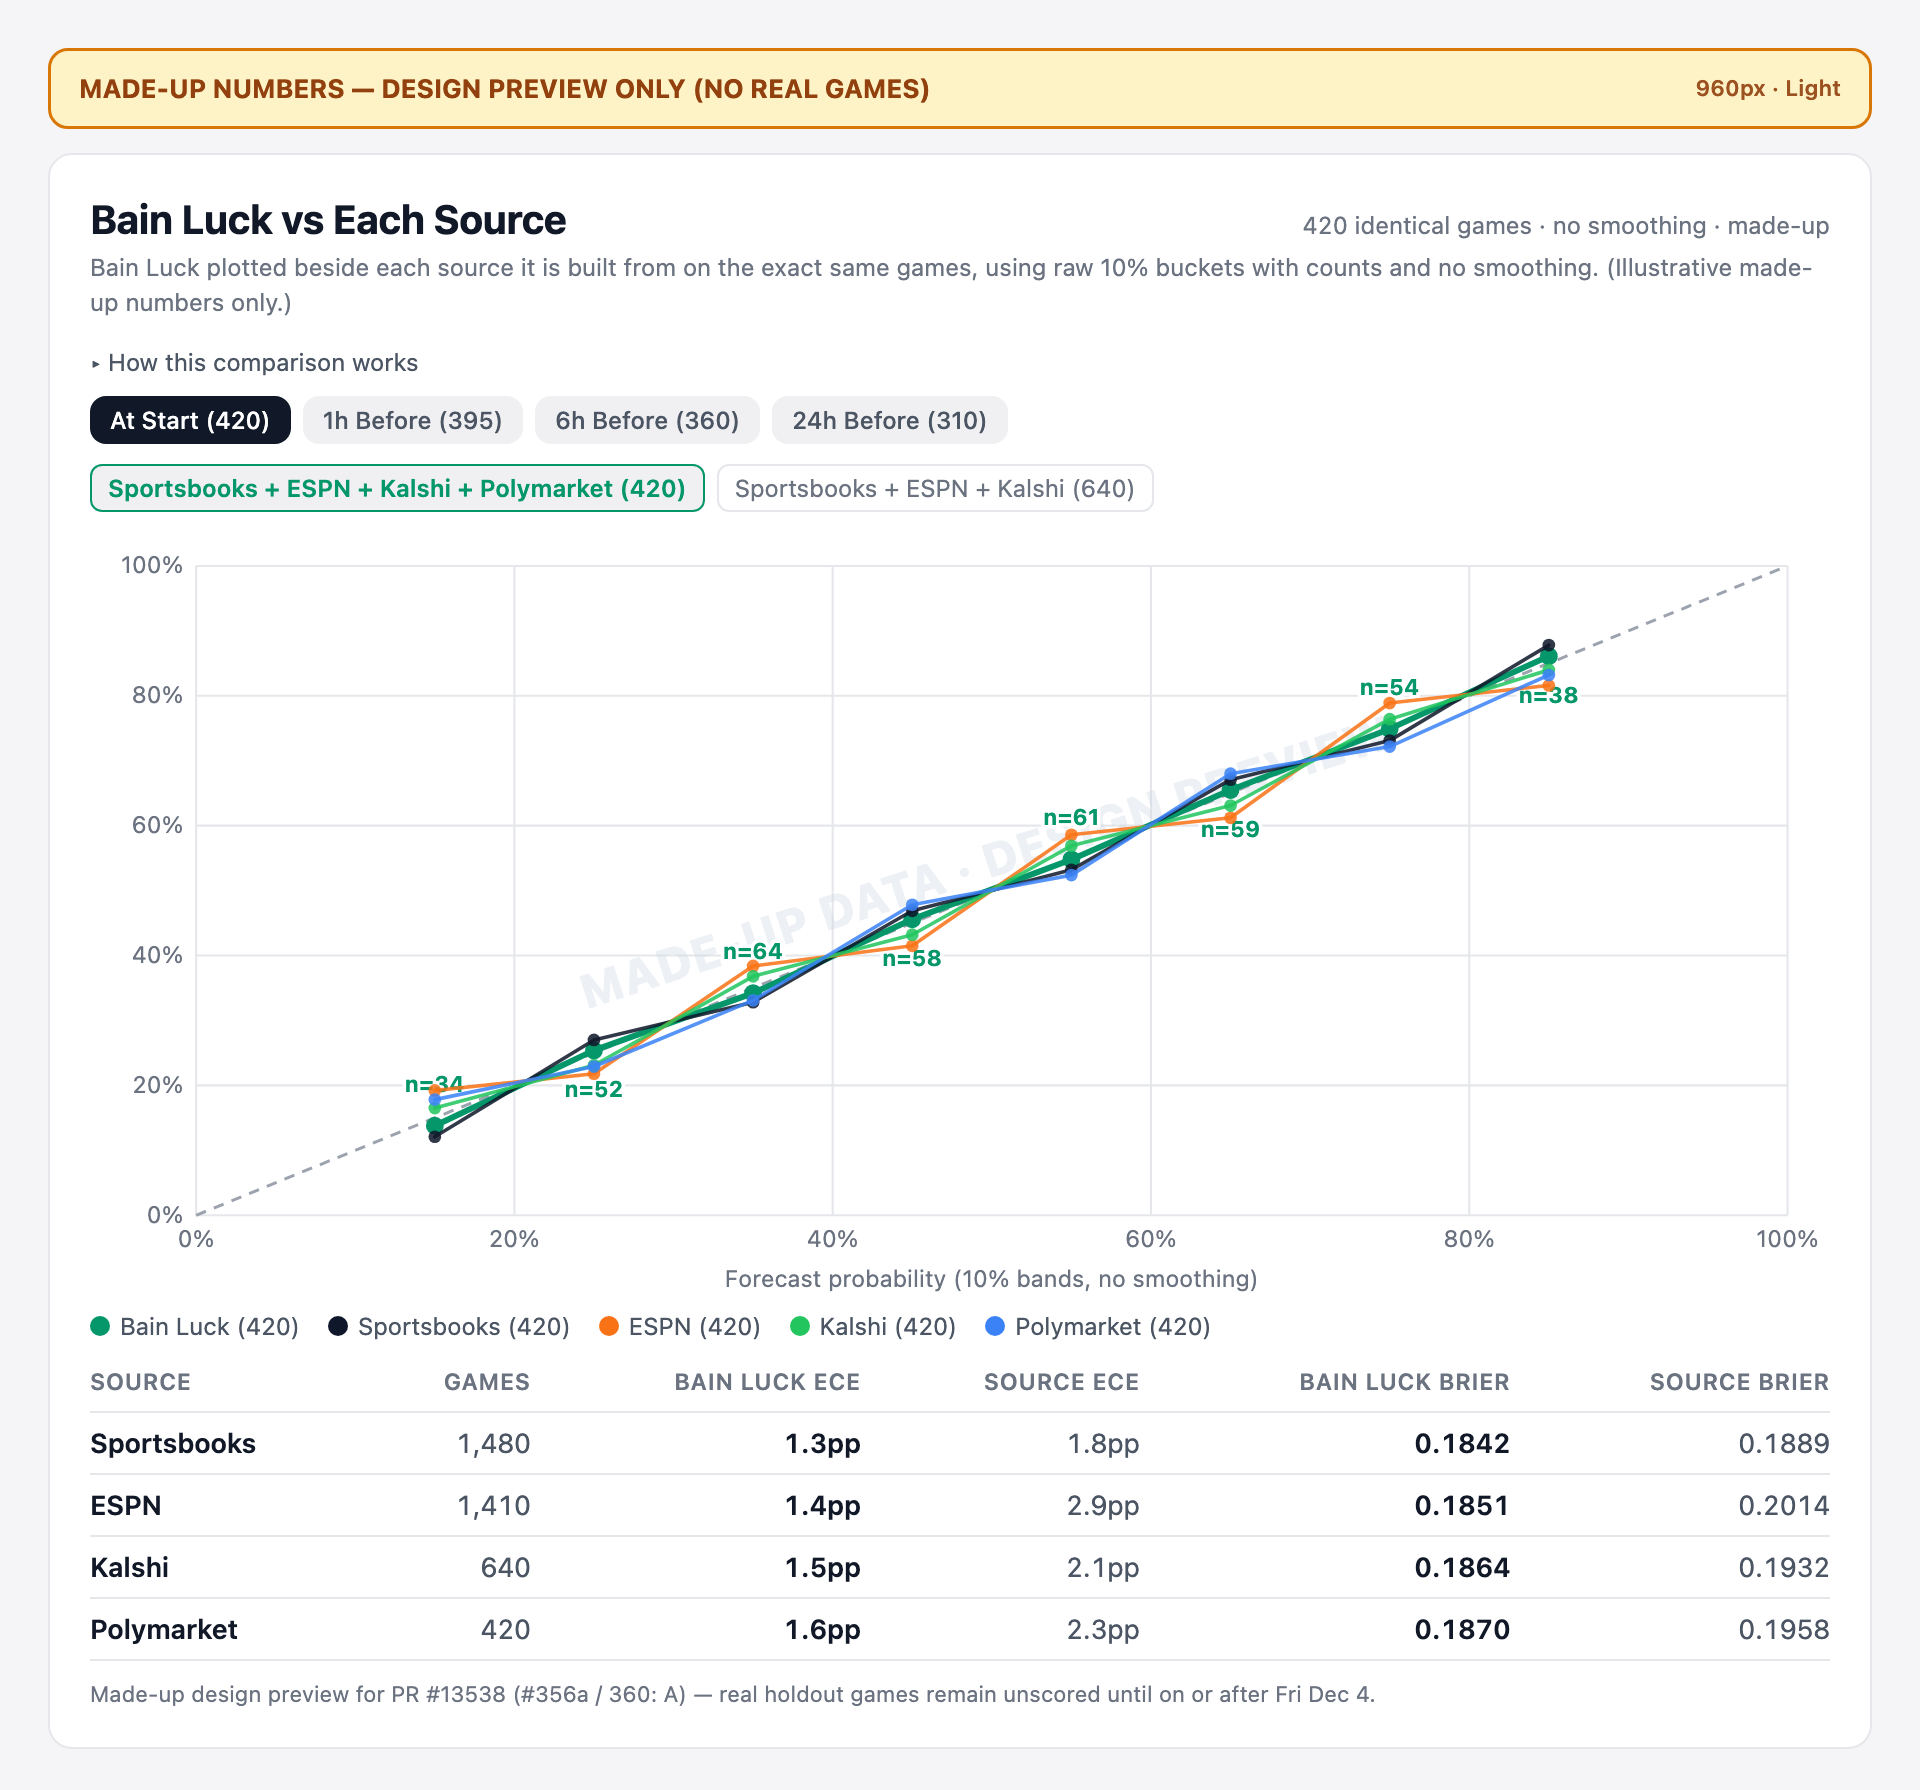 MADE-UP NUMBERS — DESIGN PREVIEW ONLY (NO REAL GAMES)
960px · Light
Bain Luck vs Each Source
420 identical games · no smoothing · made-up
Bain Luck plotted beside each source it is built from on the exact same games, using raw 10% buckets with counts and no smoothing. (Illustrative made-
up numbers only.)
▸ How this comparison works
At Start (420)
1h Before (395)
6h Before (360)
24h Before (310)
Sportsbooks + ESPN + Kalshi + Polymarket (420)
Sportsbooks + ESPN + Kalshi (640)
100%
80%
60%
40%
20%
0%
MADE-UP DATA · DESIGN PREVIEW
n=34
n=52
n=64
n=58
n=61
n=59
n=54
n=38
0%
20%
40%
60%
80%
100%
Forecast probability (10% bands, no smoothing)
Bain Luck (420)
Sportsbooks (420)
ESPN (420)
Kalshi (420)
Polymarket (420)
SOURCE GAMES BAIN LUCK ECE SOURCE ECE BAIN LUCK BRIER SOURCE BRIER
Sportsbooks 1,480 1.3pp 1.8pp 0.1842 0.1889
ESPN 1,410 1.4pp 2.9pp 0.1851 0.2014
Kalshi 640 1.5pp 2.1pp 0.1864 0.1932
Polymarket 420 1.6pp 2.3pp 0.1870 0.1958
Made-up design preview for PR #13538 (#356a / 360: A) — real holdout games remain unscored until on or after Fri Dec 4.